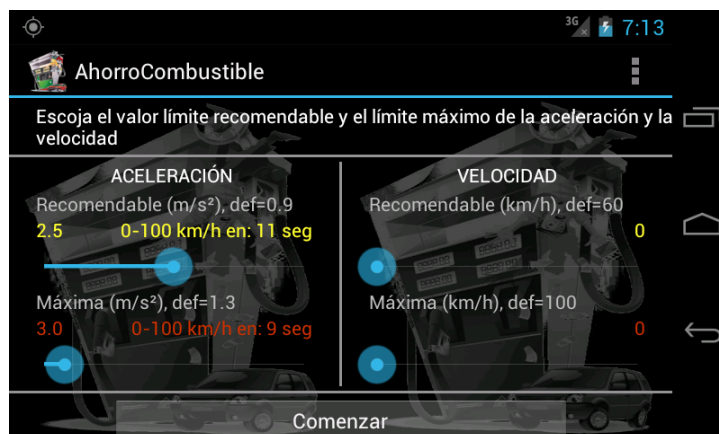 3G 7:13
AhorroCombustible
Escoja el valor límite recomendable y el límite máximo de la aceleración y la
velocidad
ACELERACIÓN
Recomendable (m/s²), def=0.9
2.5 0-100 km/h en: 11 seg
Máxima (m/s²), def=1.3
3.0 0-100 km/h en: 9 seg
VELOCIDAD
Recomendable (km/h), def=60
0
Máxima (km/h), def=100
0
Comenzar